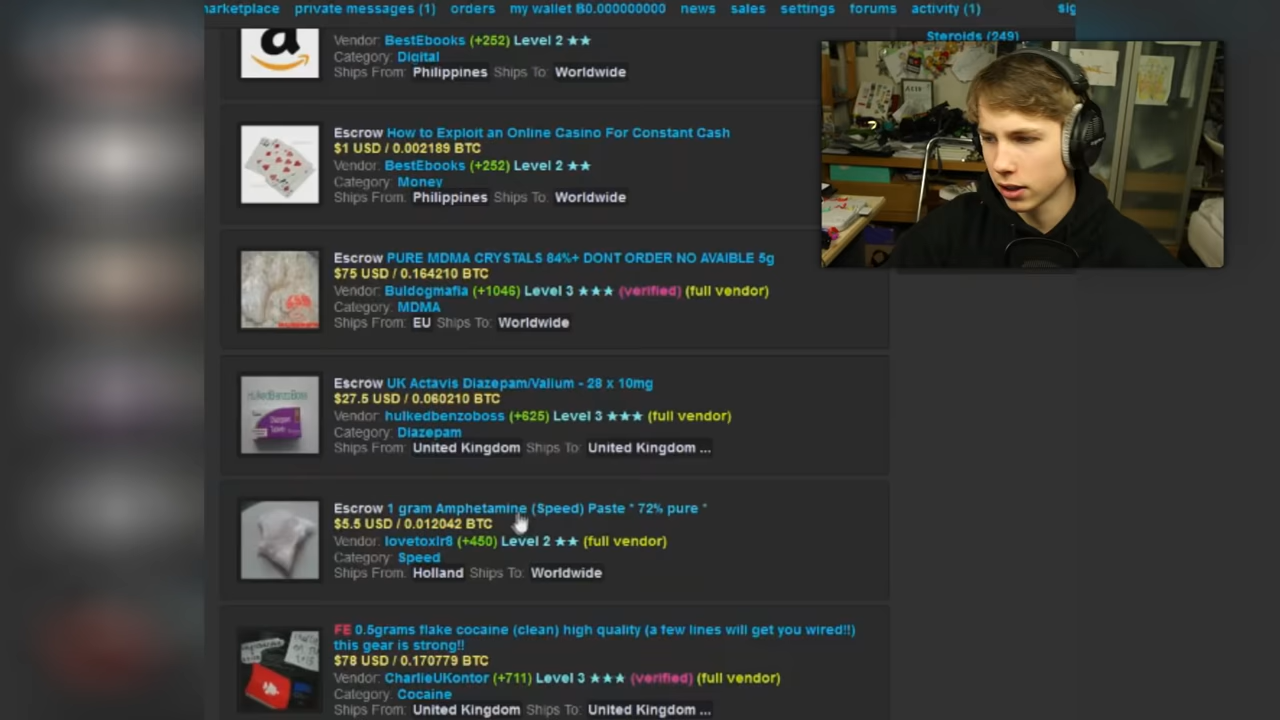 arketplace private messages (1) orders my wallet B0.000000000 news sales settings forums activity (1)
Steroids (249)
Vendor: BestEbooks (+252) Level 2 ★★
Category: Digital
Ships From: Philippines Ships To: Worldwide
Escrow How to Exploit an Online Casino For Constant Cash
$1 USD / 0.002189 BTC
Vendor: BestEbooks (+252) Level 2 ★★
Category: Money
Ships From: Philippines Ships To: Worldwide
Escrow PURE MDMA CRYSTALS 84%+ DONT ORDER NO AVAIBLE 5g
$75 USD / 0.164210 BTC
Vendor: Buldogmafia (+1046) Level 3 ★★★ (verified) (full vendor)
Category: MDMA
Ships From: EU Ships To: Worldwide
Escrow UK Actavis Diazepam/Valium - 28 x 10mg
$27.5 USD / 0.060210 BTC
Vendor: hulkedbenzoboss (+625) Level 3 ★★★ (full vendor)
Category: Diazepam
Ships From: United Kingdom Ships To: United Kingdom ...
Escrow 1 gram Amphetamine (Speed) Paste * 72% pure *
$5.5 USD / 0.012042 BTC
Vendor: lovetoxlr8 (+450) Level 2 ★★ (full vendor)
Category: Speed
Ships From: Holland Ships To: Worldwide
FE 0.5grams flake cocaine (clean) high quality (a few lines will get you wired!!)
this gear is strong!!
$78 USD / 0.170779 BTC
Vendor: CharlieUKontor (+711) Level 3 ★★★ (verified) (full vendor)
Category: Cocaine
Ships From: United Kingdom Ships To: United Kingdom ...